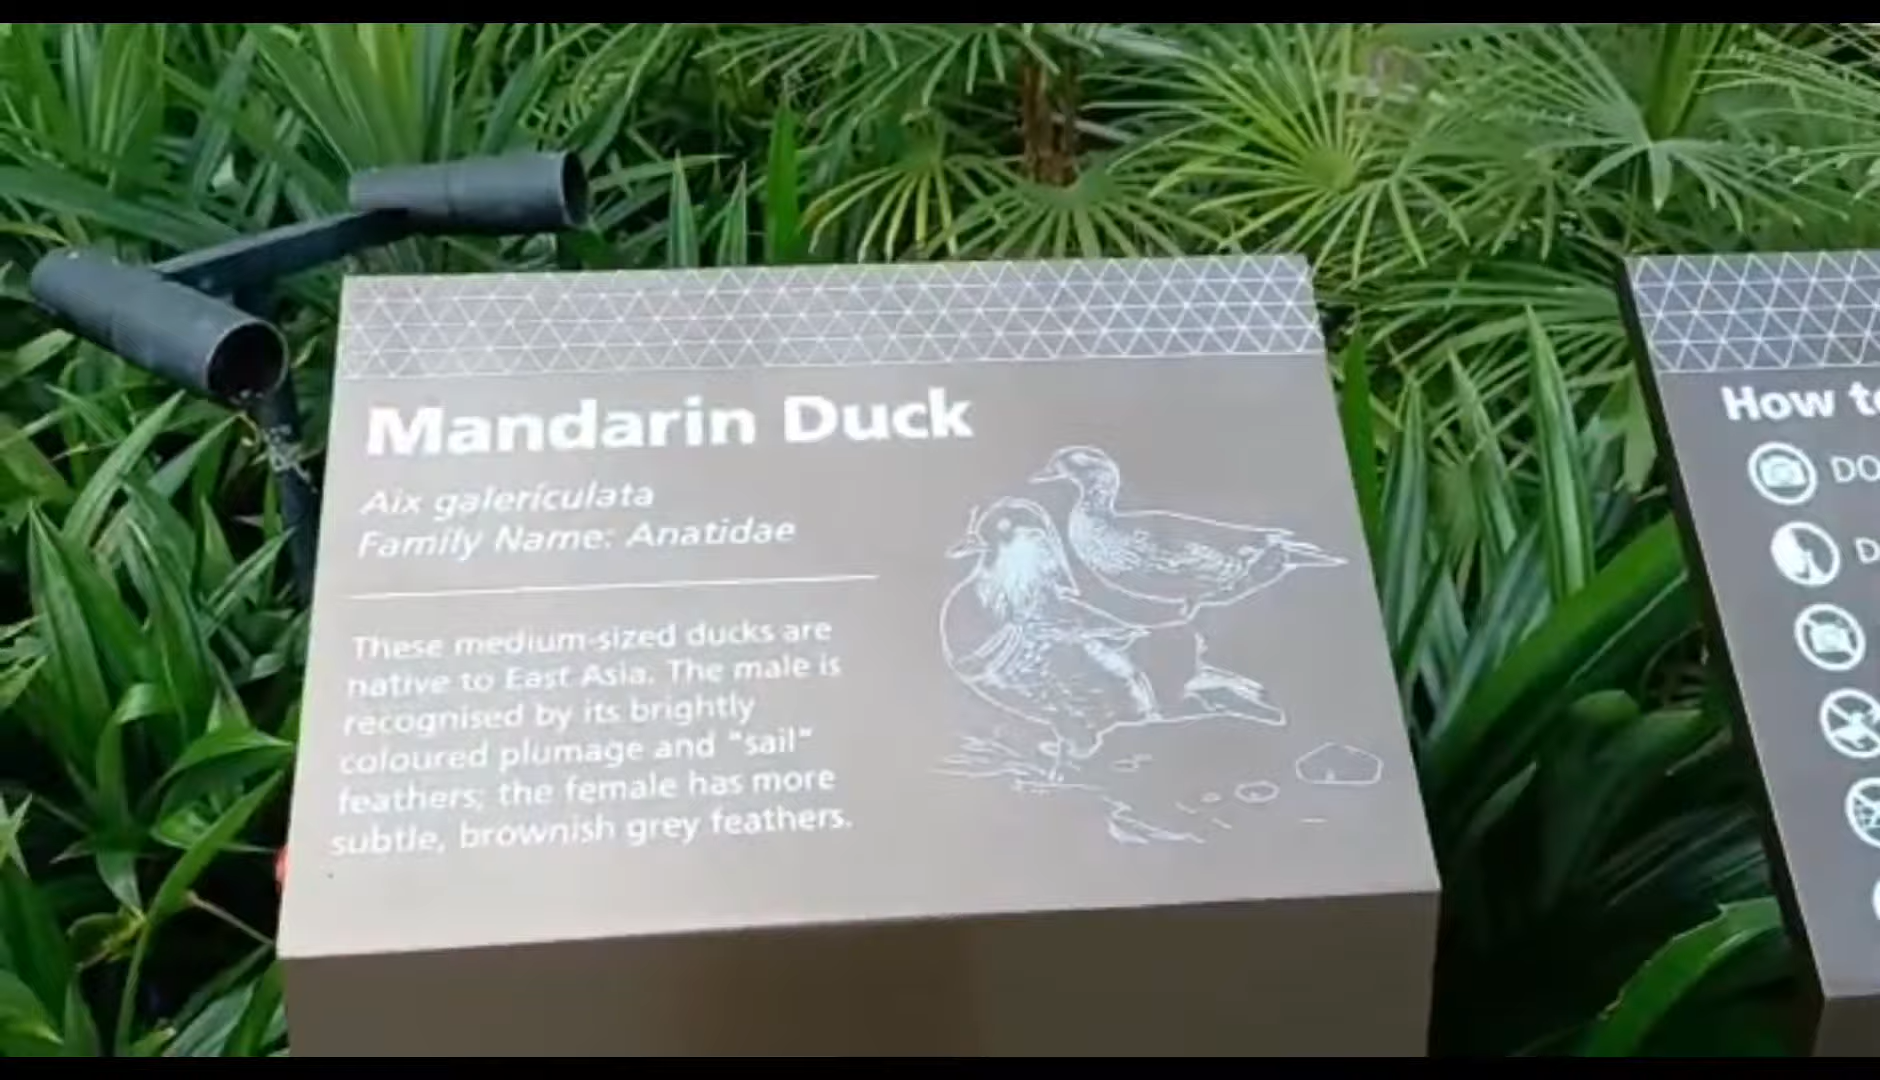 Mandarin Duck
Aix galericulata
Family Name: Anatidae
These medium-sized ducks are
native to East Asia. The male is
recognised by its brightly
coloured plumage and "sail"
feathers; the female has more
subtle, brownish grey feathers.
How
DO